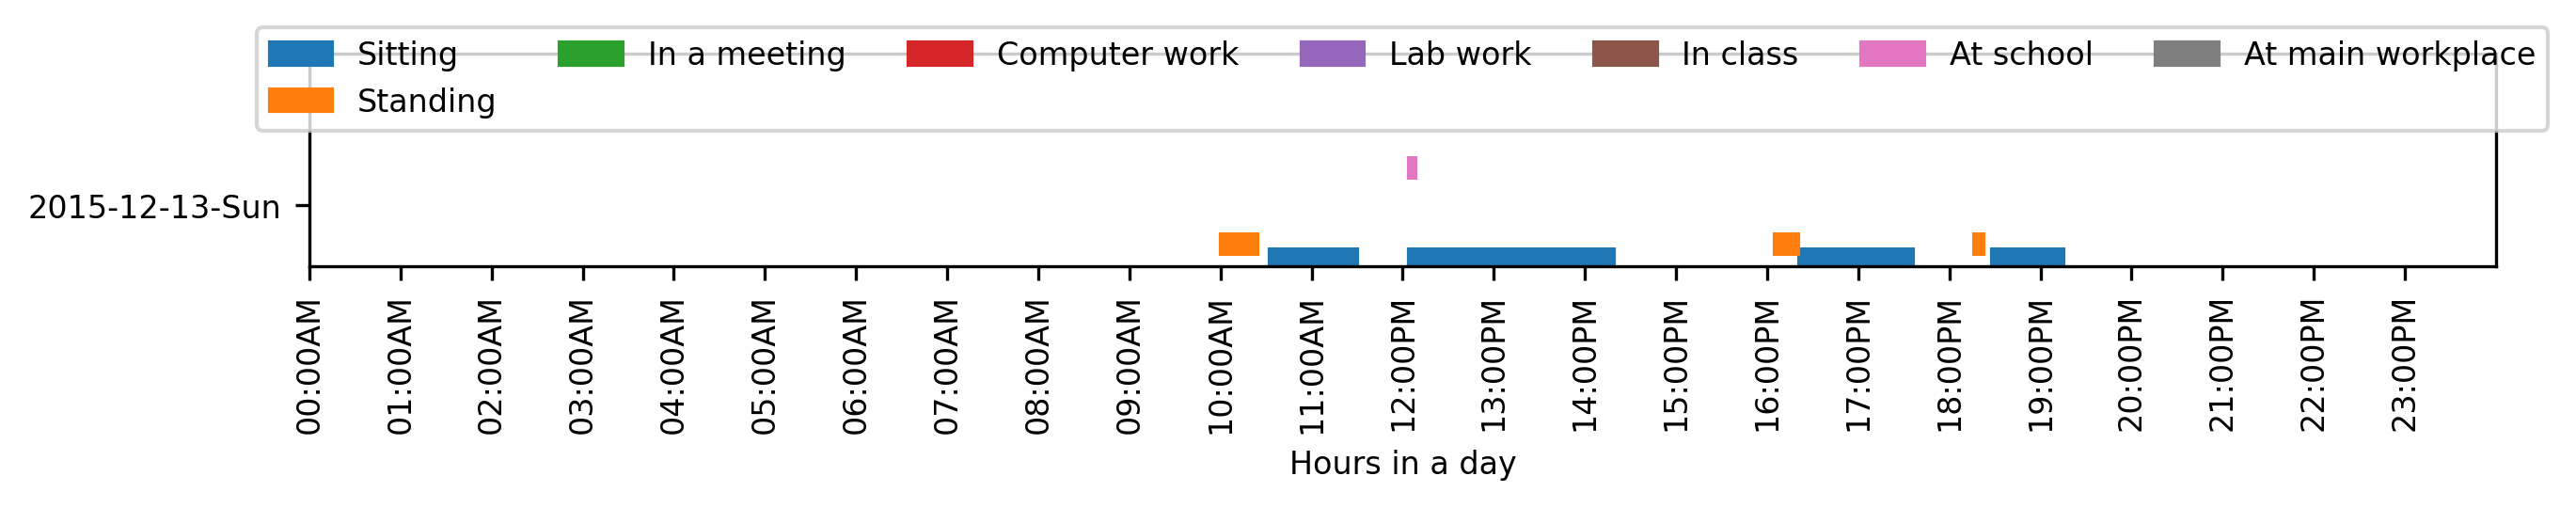 Sitting In a meeting Computer work Lab work In class At school At main workplace
Standing
2015-12-13-Sun
00:00AM 01:00AM 02:00AM 03:00AM 04:00AM 05:00AM 06:00AM 07:00AM 08:00AM 09:00AM 10:00AM 11:00AM 12:00PM 13:00PM 14:00PM 15:00PM 16:00PM 17:00PM 18:00PM 19:00PM 20:00PM 21:00PM 22:00PM 23:00PM
Hours in a day